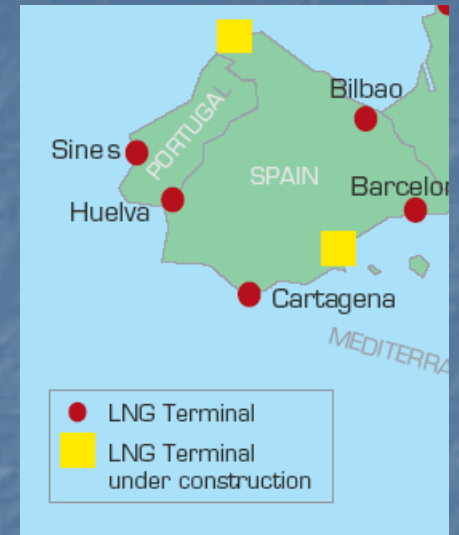 Bilbao
PORTUGAL
Sines
SPAIN
Barcelon
Huelva
Cartagena
MEDITERRA
LNG Terminal
LNG Terminal
under construction